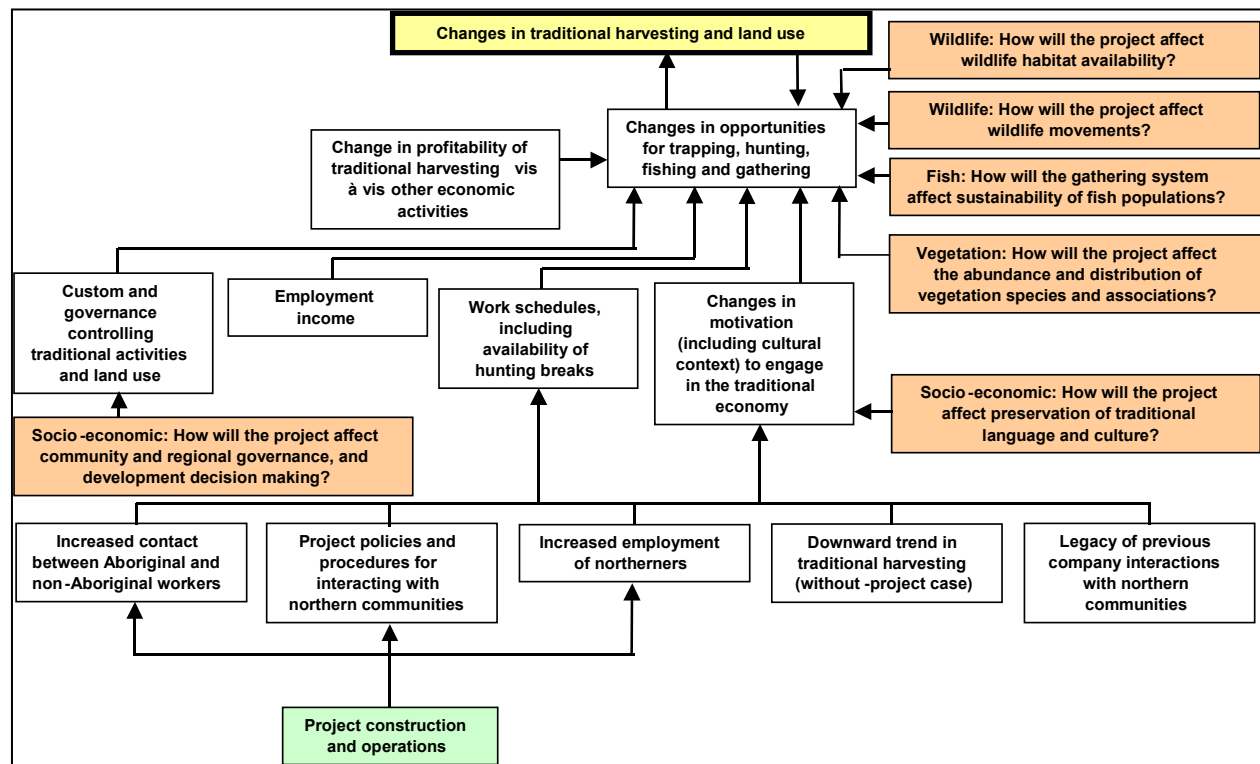 Changes in traditional harvesting and land use
Wildlife: How will the project affect
wildlife habitat availability?
Wildlife: How will the project affect
wildlife movements?
Changes in opportunities
for trapping, hunting,
fishing and gathering
Change in profitability of
traditional harvesting vis
à vis other economic
activities
Fish: How will the gathering system
affect sustainability of fish populations?
Vegetation: How will the project affect
the abundance and distribution of
vegetation species and associations?
Custom and
governance
controlling
traditional activities
and land use
Employment
income
Work schedules,
including
availability of
hunting breaks
Changes in
motivation
(including cultural
context) to engage
in the traditional
economy
Socio-economic: How will the project
affect preservation of traditional
language and culture?
Socio-economic: How will the project affect
community and regional governance, and
development decision making?
Increased contact
between Aboriginal and
non-Aboriginal workers
Project policies and
procedures for
interacting with
northern communities
Increased employment
of northerners
Downward trend in
traditional harvesting
(without-project case)
Legacy of previous
company interactions
with northern
communities
Project construction
and operations